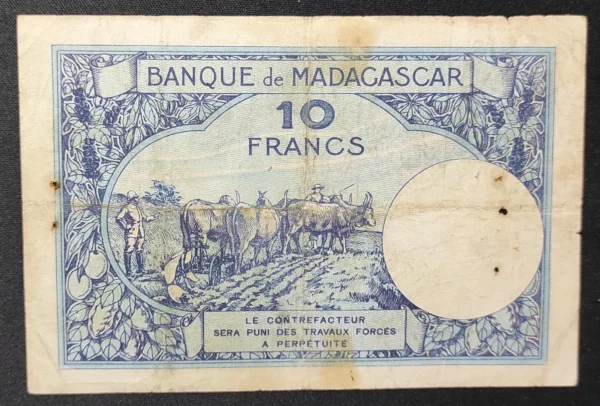 BANQUE de MADAGASCAR
10
FRANCS
LE CONTREFACTEUR
SERA PUNI DES TRAVAUX FORCÉS
A PERPÉTUITÉ